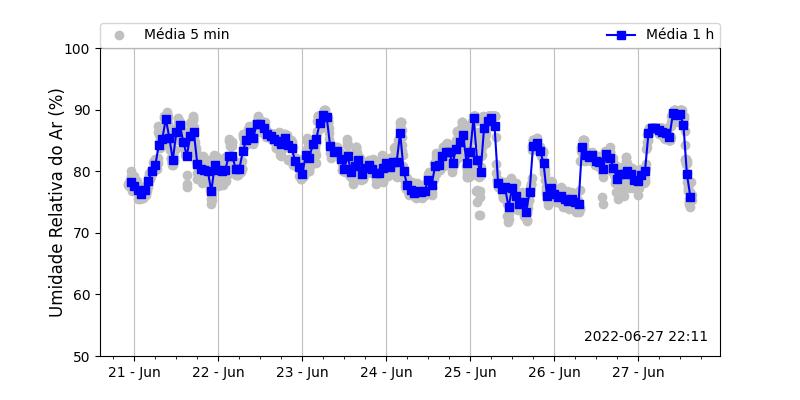 Média 5 min
Média 1 h
Umidade Relativa do Ar (%)
100
90
80
70
60
50
2022-06-27 22:11
21 - Jun
22 - Jun
23 - Jun
24 - Jun
25 - Jun
26 - Jun
27 - Jun